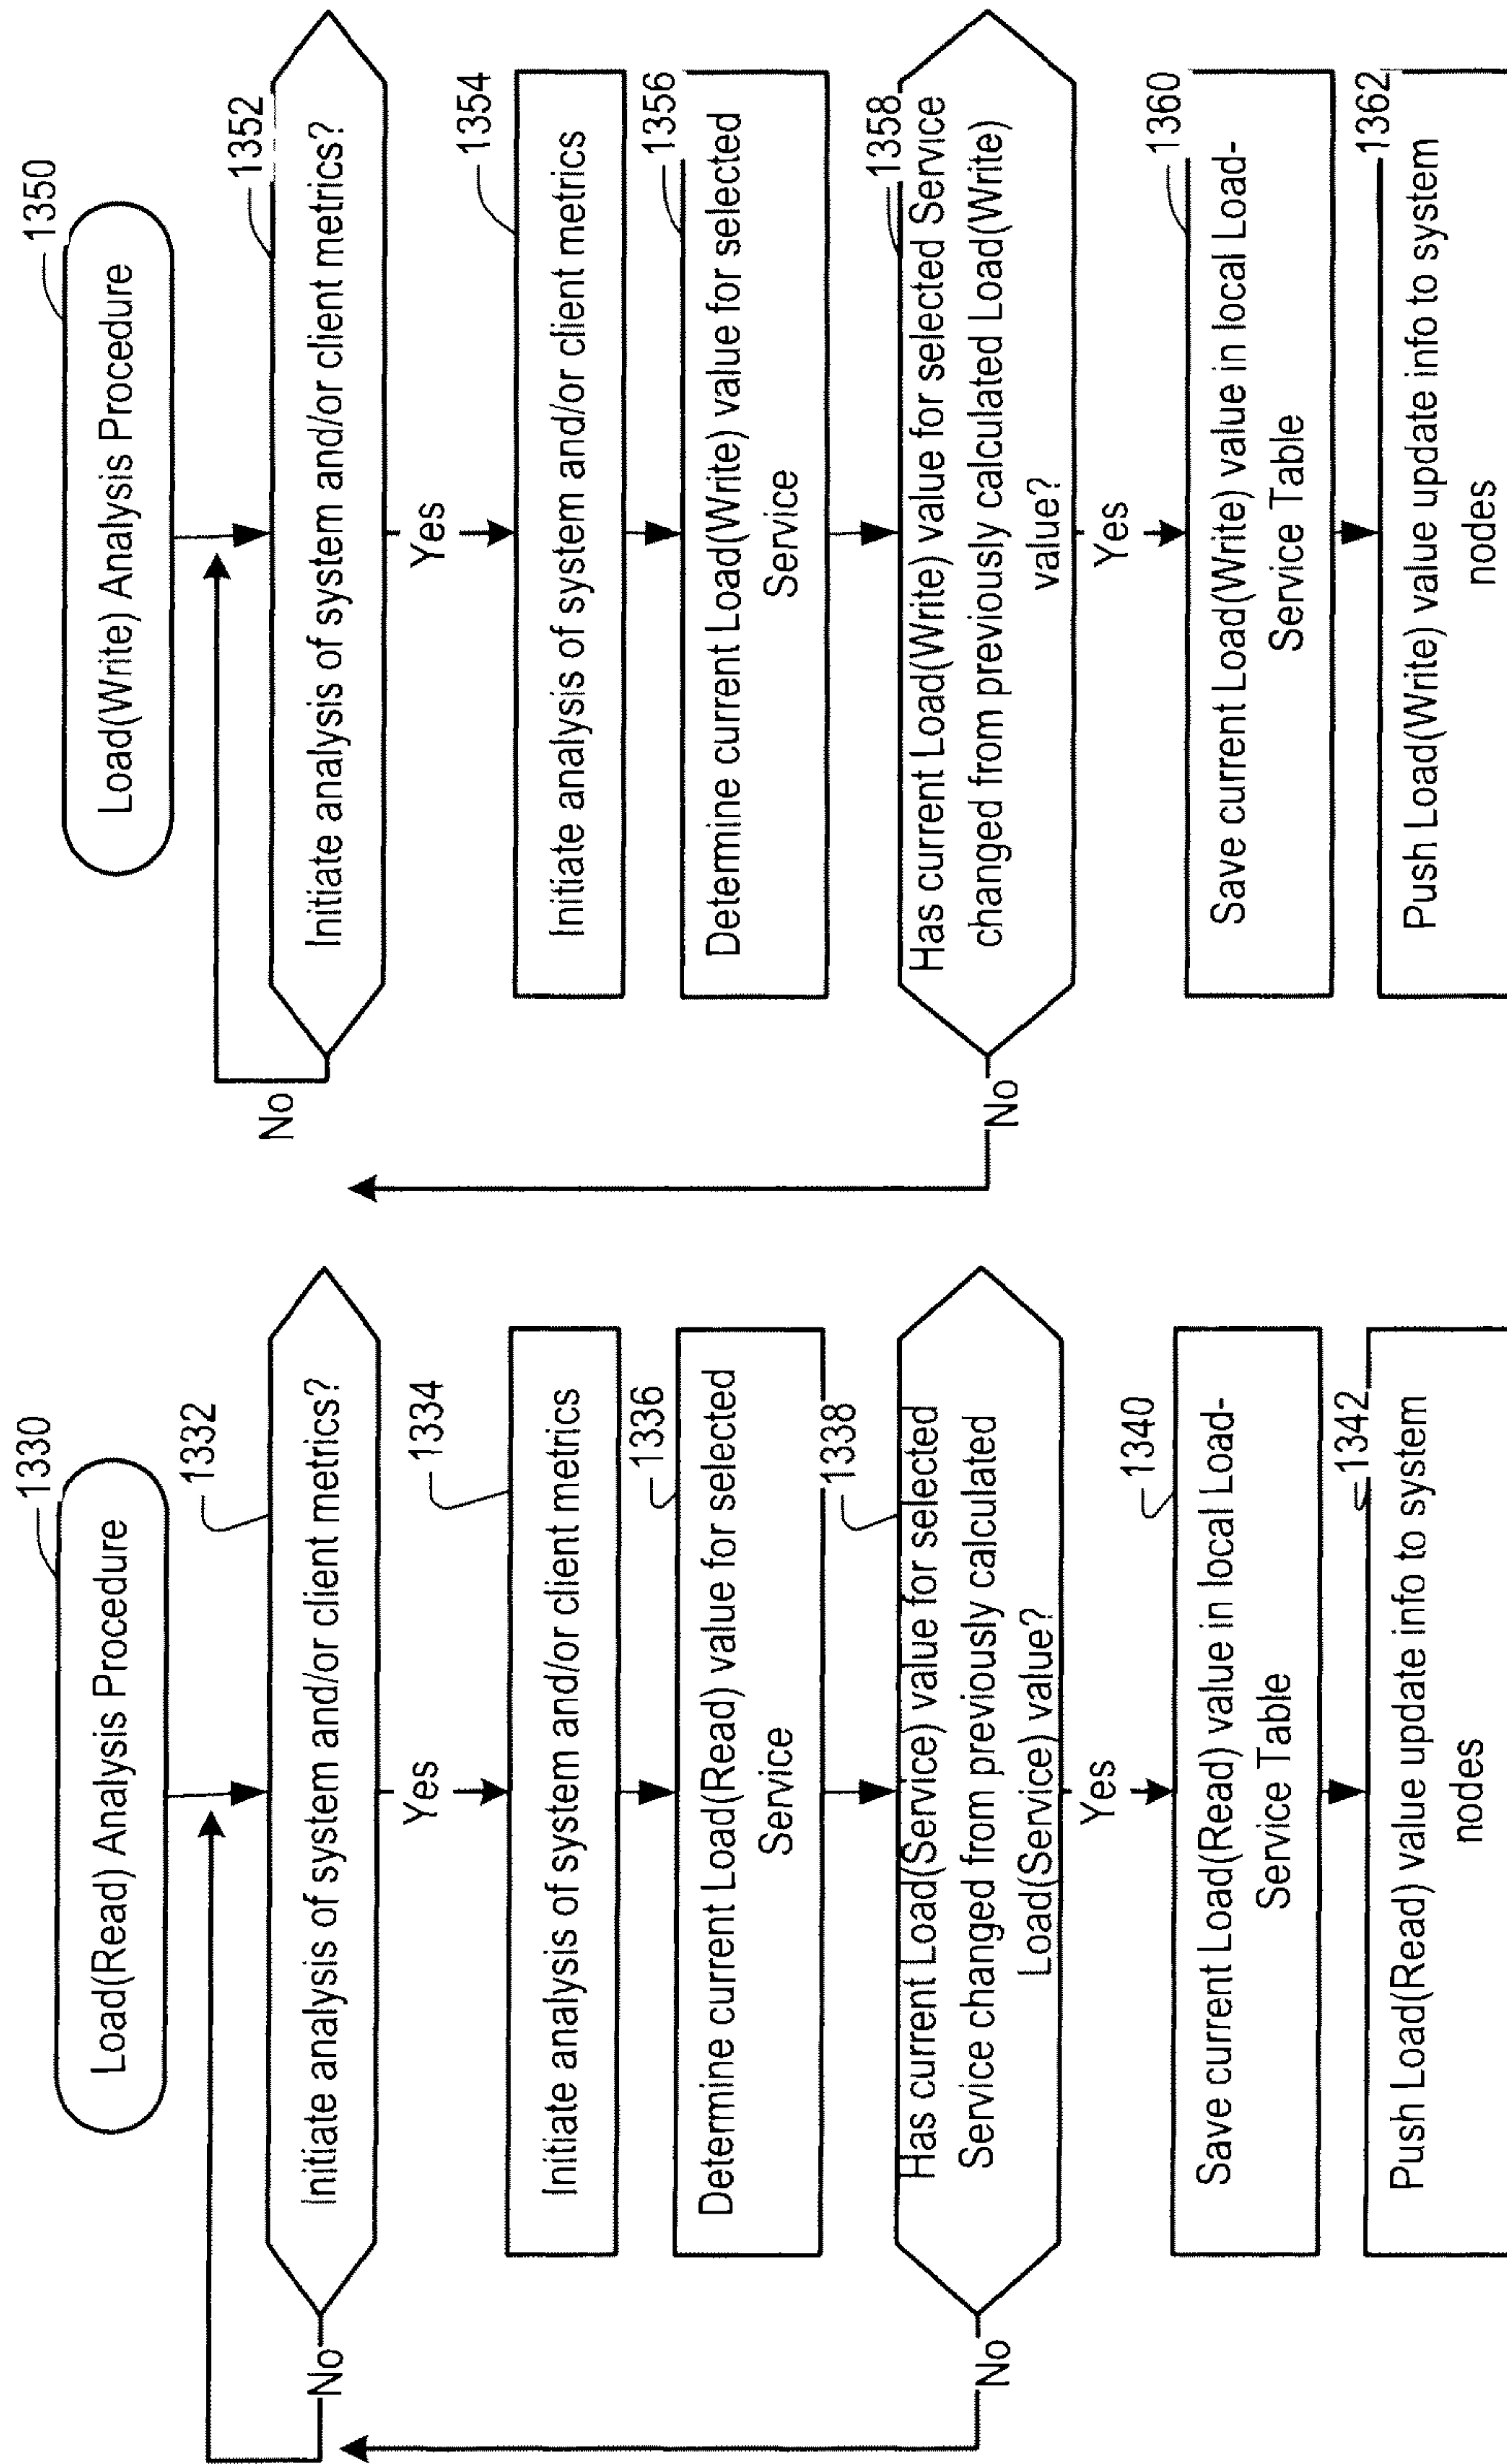 1330
Load(Read) Analysis Procedure
1332
Initiate analysis of system and/or client metrics?
No
Yes
1334
Initiate analysis of system and/or client metrics
1336
Determine current Load(Read) value for selected
Service
1338
Has current Load(Service) value for selected
Service changed from previously calculated
Load(Service) value?
No
Yes
1340
Save current Load(Read) value in local Load-
Service Table
1342
Push Load(Read) value update info to system
nodes
1350
Load(Write) Analysis Procedure
1352
Initiate analysis of system and/or client metrics?
No
Yes
1354
Initiate analysis of system and/or client metrics
1356
Determine current Load(Write) value for selected
Service
1358
Has current Load(Write) value for selected Service
changed from previously calculated Load(Write)
value?
No
Yes
1360
Save current Load(Write) value in local Load-
Service Table
1362
Push Load(Write) value update info to system
nodes